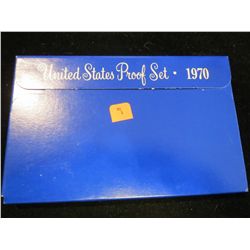 United States Proof Set · 1970